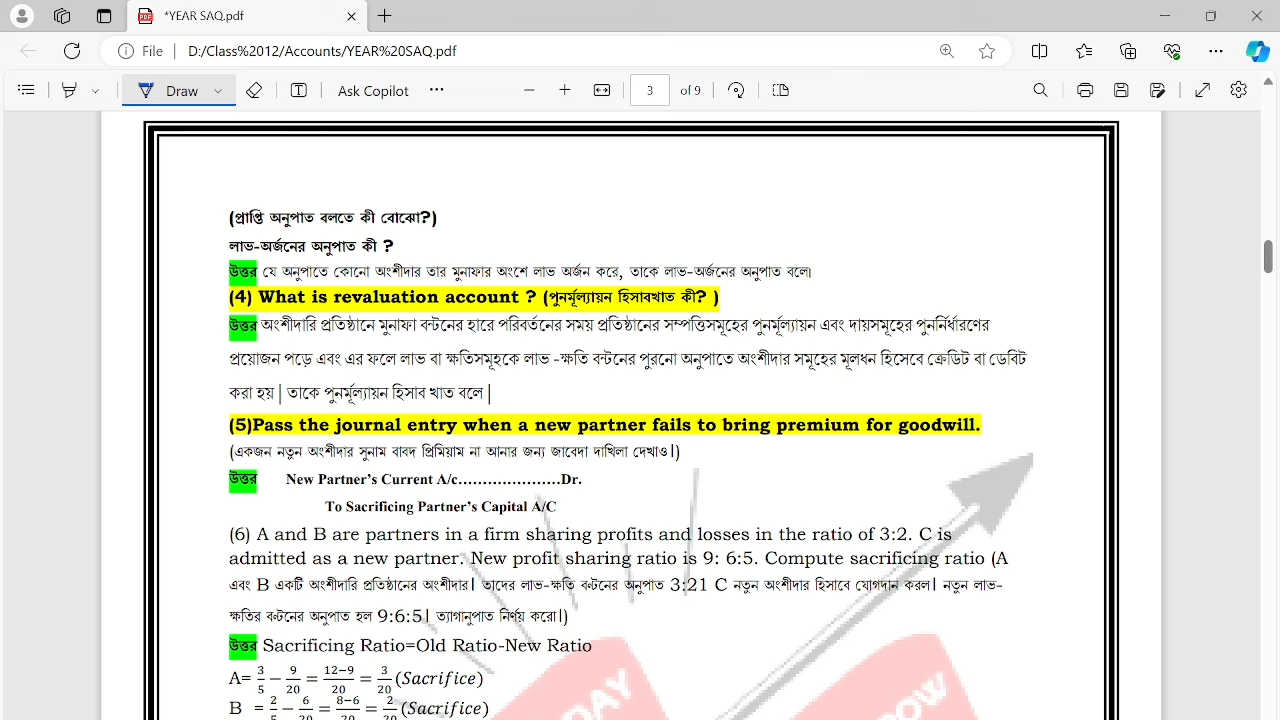 *YEAR SAQ.pdf
File | D:/Class%2012/Accounts/YEAR%20SAQ.pdf
Draw Ask Copilot 3 of 9
(প্রাপ্তি অনুপাত বলতে কী বোঝো?)
লাভ-অর্জনের অনুপাত কী ?
উত্তর যে অনুপাতে কোনো অংশীদার তার মুনাফার অংশে লাভ অর্জন করে, তাকে লাভ-অর্জনের অনুপাত বলে।
(4) What is revaluation account ? (পুনর্মূল্যায়ন হিসাবখাত কী? )
উত্তর অংশীদারি প্রতিষ্ঠানে মুনাফা বণ্টনের হারে পরিবর্তনের সময় প্রতিষ্ঠানের সম্পত্তিসমূহের পুনর্মূল্যায়ন এবং দায়সমূহের পুনর্নির্ধারণের
প্রয়োজন পড়ে এবং এর ফলে লাভ বা ক্ষতিসমূহকে লাভ -ক্ষতি বন্টনের পুরনো অনুপাতে অংশীদার সমূহের মূলধন হিসেবে ক্রেডিট বা ডেবিট
করা হয় | তাকে পুনর্মূল্যায়ন হিসাব খাত বলে |
(5)Pass the journal entry when a new partner fails to bring premium for goodwill.
(একজন নতুন অংশীদার সুনাম বাবদ প্রিমিয়াম না আনার জন্য জাবেদা দাখিলা দেখাও।)
উত্তর New Partner’s Current A/c.....................Dr.
To Sacrificing Partner’s Capital A/C
(6) A and B are partners in a firm sharing profits and losses in the ratio of 3:2. C is
admitted as a new partner. New profit sharing ratio is 9: 6:5. Compute sacrificing ratio (A
এবং B একটি অংশীদারি প্রতিষ্ঠানের অংশীদার। তাদের লাভ-ক্ষতি বণ্টনের অনুপাত 3:21 C নতুন অংশীদার হিসাবে যোগদান করল। নতুন লাভ-
ক্ষতির বণ্টনের অনুপাত হল 9:6:5। ত্যাগানুপাত নির্ণয় করো।)
উত্তর Sacrificing Ratio=Old Ratio-New Ratio
A= 3/5 − 9/20 = 12−9/20 = 3/20 (Sacrifice)
B = 2/5 − 6/20 = 8−6/20 = 2/20 (Sacrifice)